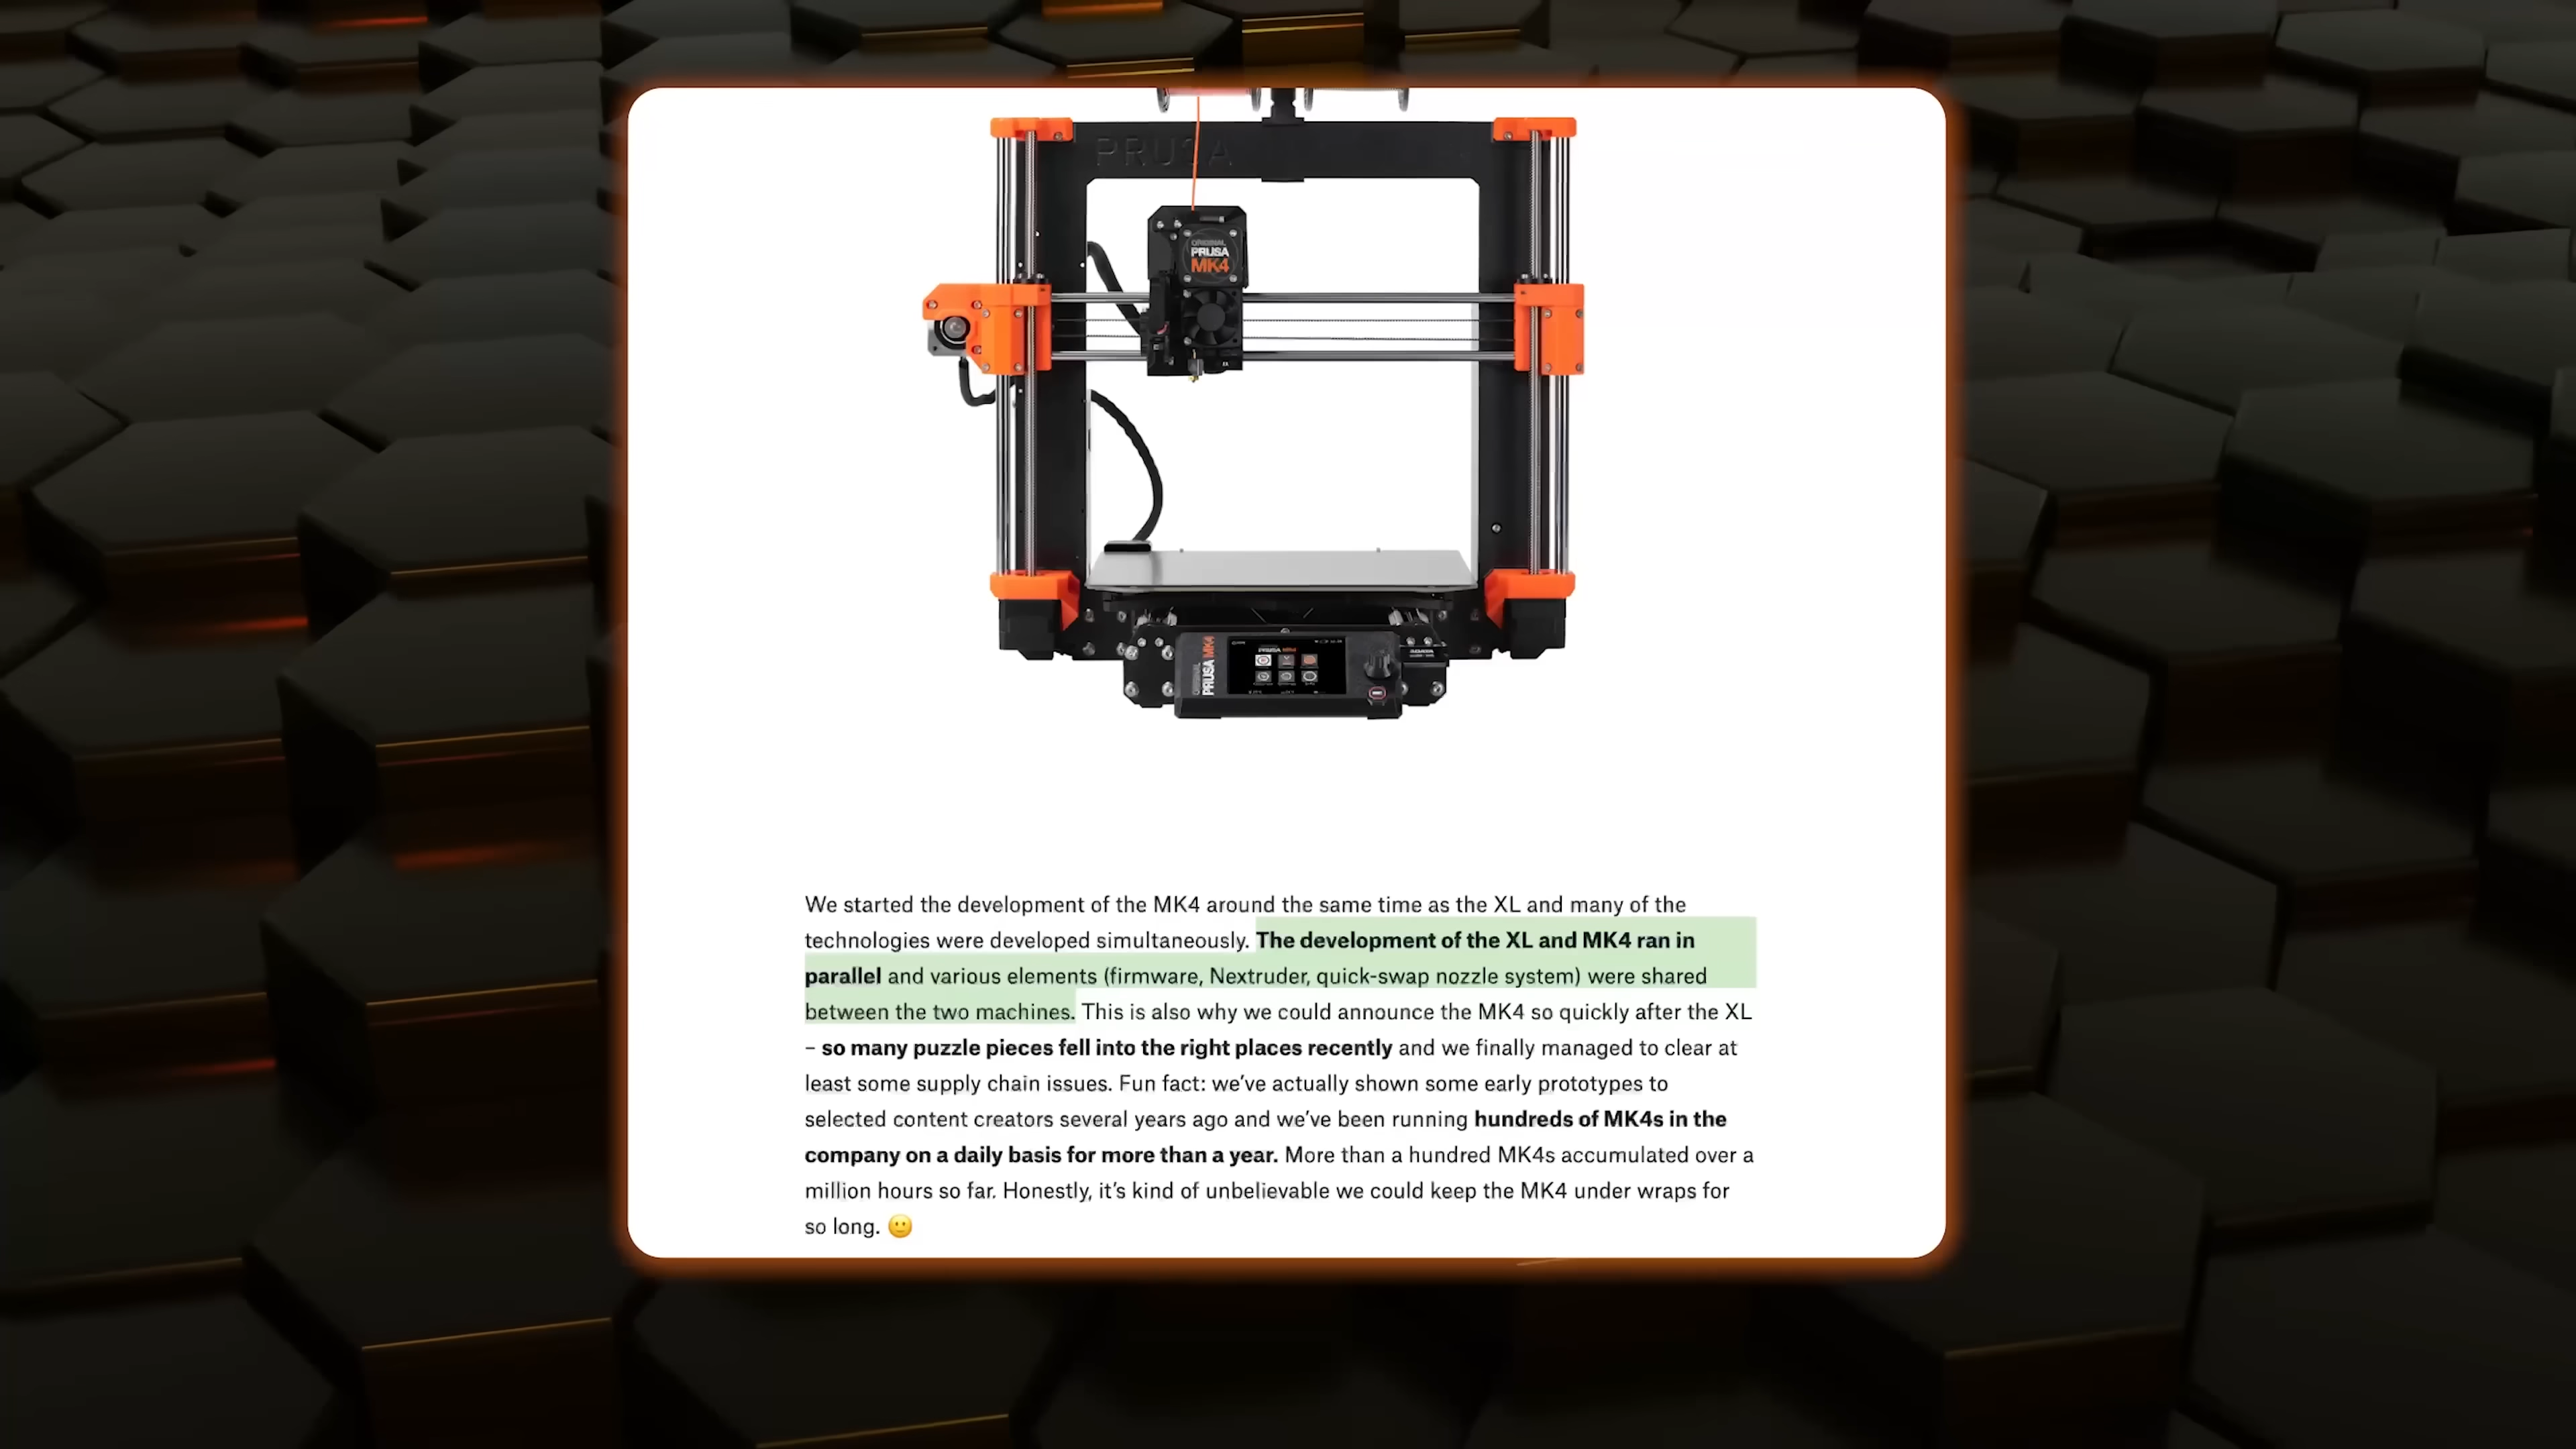 PRUSA
ORIGINAL
PRUSA
MK4
ORIGINAL
PRUSA MK4
We started the development of the MK4 around the same time as the XL and many of the
technologies were developed simultaneously. The development of the XL and MK4 ran in
parallel and various elements (firmware, Nextruder, quick-swap nozzle system) were shared
between the two machines. This is also why we could announce the MK4 so quickly after the XL
– so many puzzle pieces fell into the right places recently and we finally managed to clear at
least some supply chain issues. Fun fact: we’ve actually shown some early prototypes to
selected content creators several years ago and we’ve been running hundreds of MK4s in the
company on a daily basis for more than a year. More than a hundred MK4s accumulated over a
million hours so far. Honestly, it’s kind of unbelievable we could keep the MK4 under wraps for
so long. 🙂